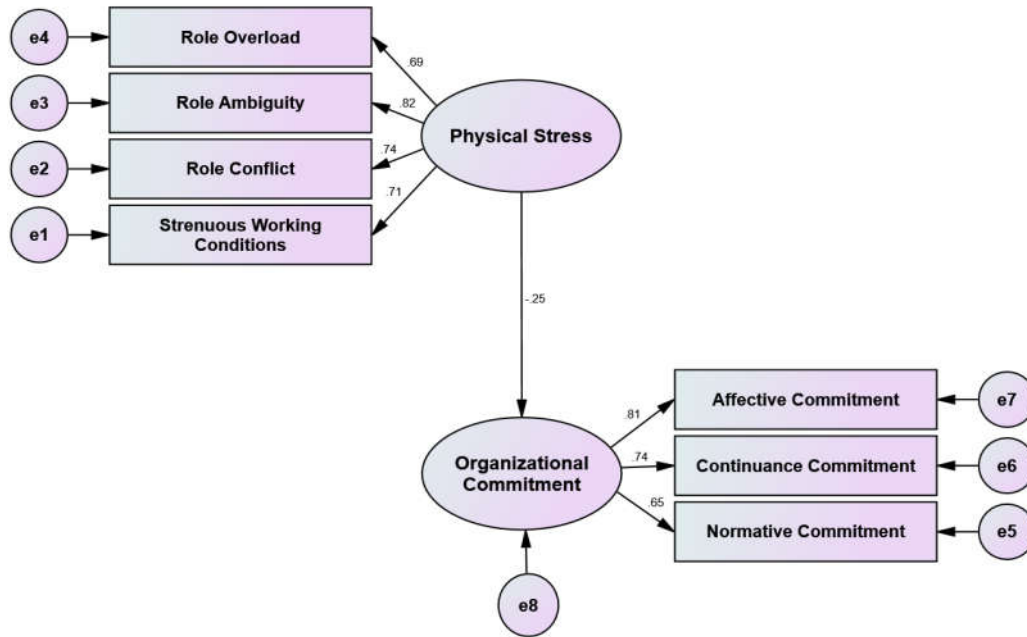 e4
Role Overload
.69
e3
Role Ambiguity
.82
Physical Stress
e2
Role Conflict
.74
.71
e1
Strenuous Working
Conditions
-.25
Affective Commitment
e7
.81
Organizational
Commitment
.74
Continuance Commitment
e6
.65
Normative Commitment
e5
e8